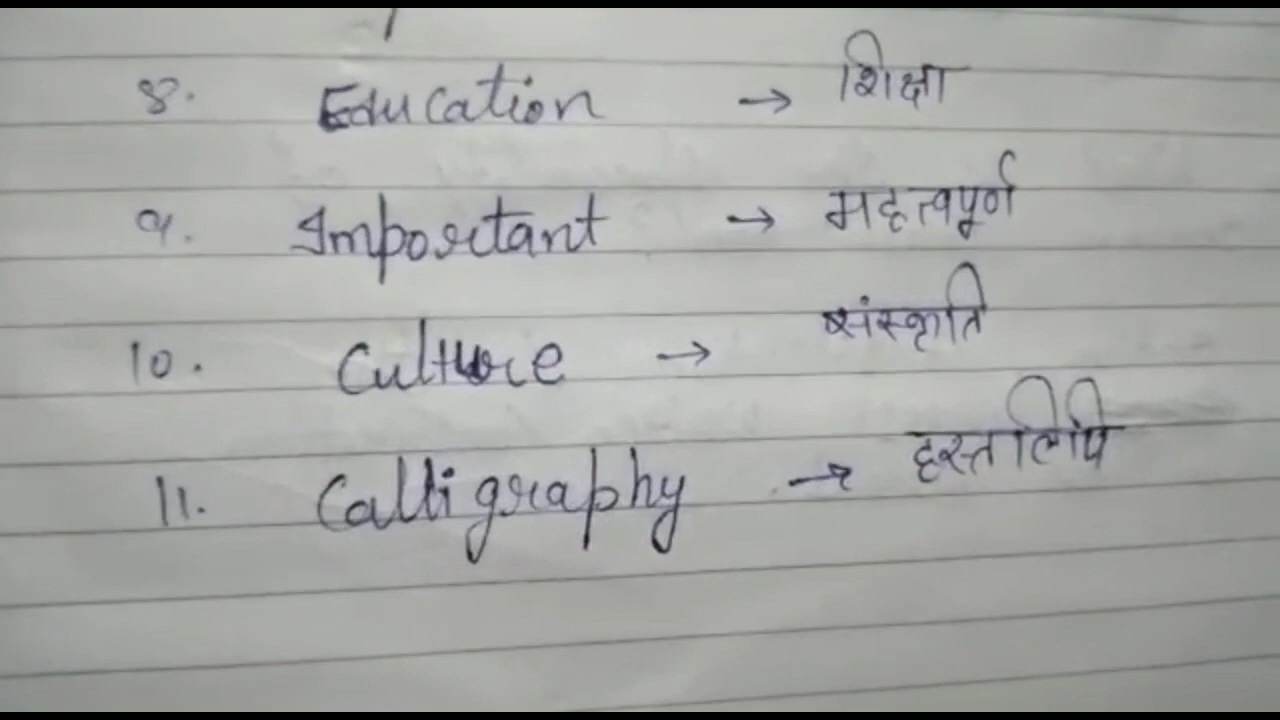 8. Education → शिक्षा
9. Important → महत्वपूर्ण
10. Culture → संस्कृति
11. Calligraphy → हस्तलिपि